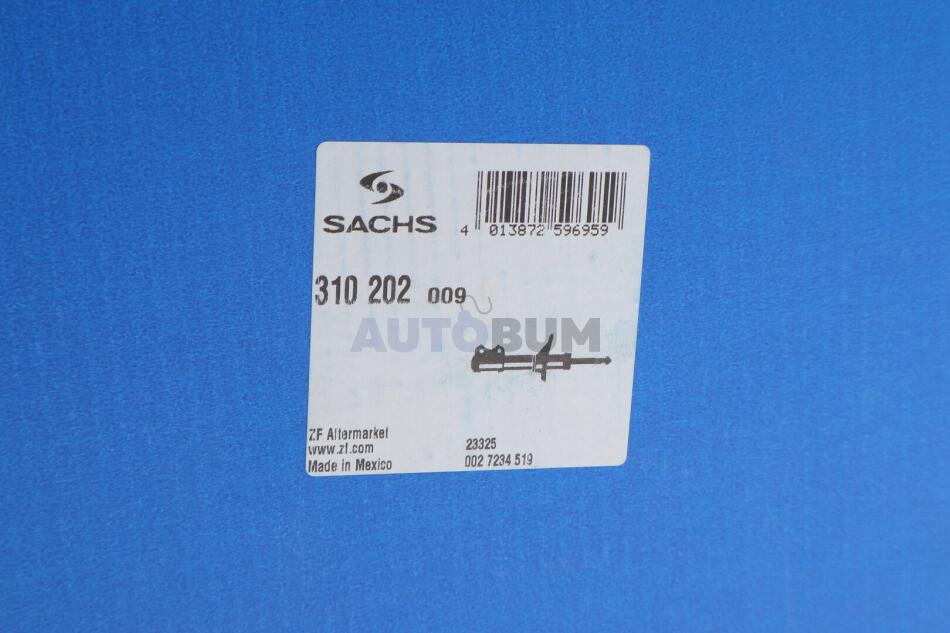 SACHS
4 013872 596959
310 202 009
AUTOBUM
ZF Aftermarket
www.zf.com
Made in Mexico
23325
002 7234 519